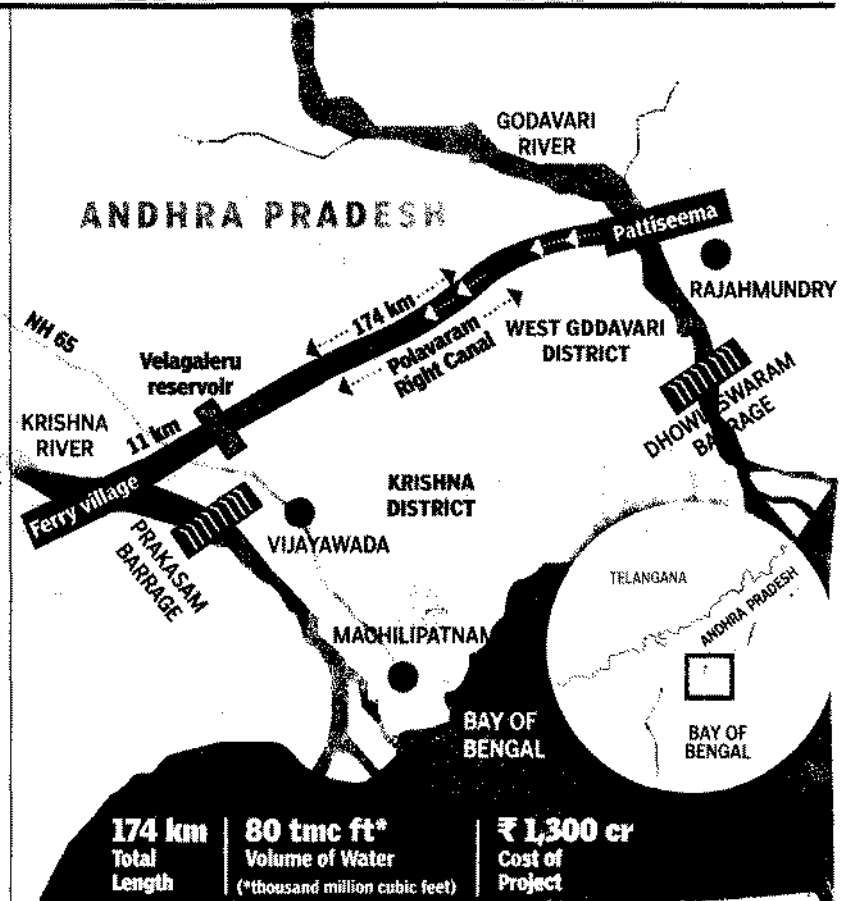 GODAVARI
RIVER
ANDHRA PRADESH
Pattiseema
RAJAHMUNDRY
174 km
Polavaram
Right Canal
WEST GODAVARI
DISTRICT
NH 65
Velagaleru
reservoir
DHOWLESWARAM
BARRAGE
KRISHNA
RIVER
11 km
Ferry village
KRISHNA
DISTRICT
PRAKASAM
BARRAGE
VIJAYAWADA
TELANGANA
ANDHRA PRADESH
MACHILIPATNAM
BAY OF
BENGAL
BAY OF
BENGAL
174 km
Total
Length
80 tmc ft*
Volume of Water
(*thousand million cubic feet)
₹ 1,300 cr
Cost of
Project